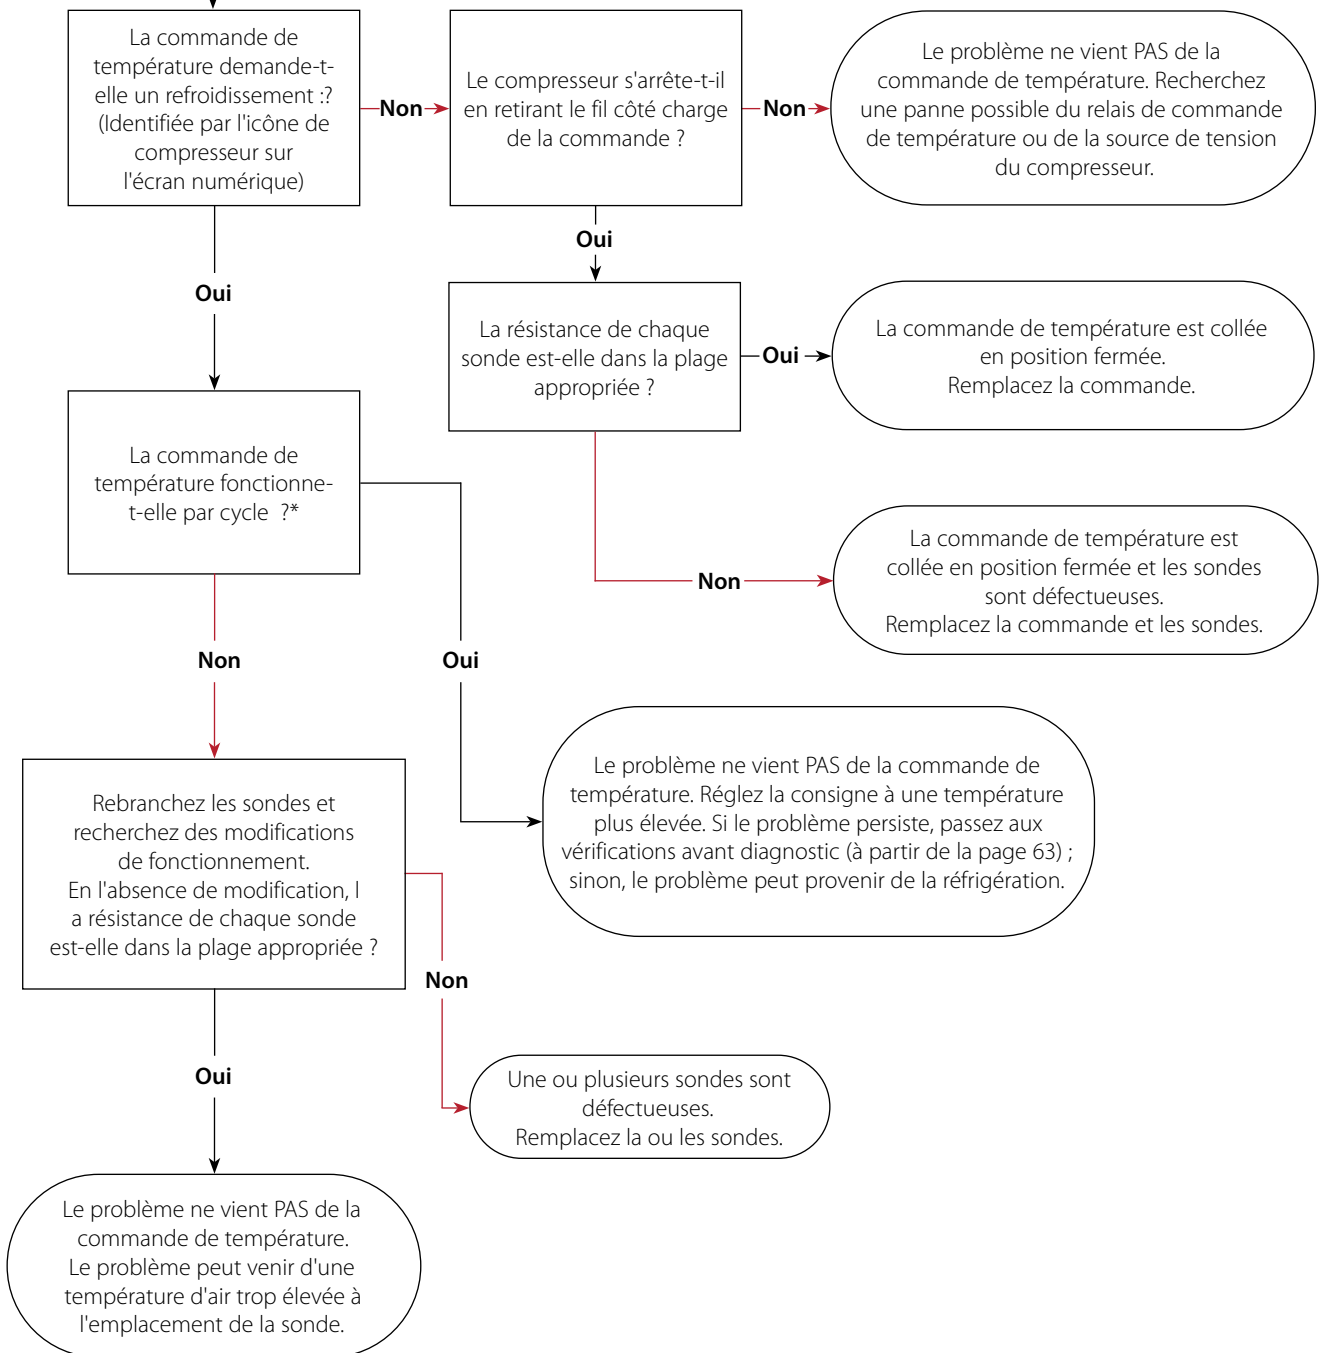 La commande de
température demande-t-
elle un refroidissement :?
(Identifiée par l'icône de
compresseur sur
l'écran numérique)
Non
Le compresseur s'arrête-t-il
en retirant le fil côté charge
de la commande ?
Non
Le problème ne vient PAS de la
commande de température. Recherchez
une panne possible du relais de commande
de température ou de la source de tension
du compresseur.
Oui
Oui
La résistance de chaque
sonde est-elle dans la plage
appropriée ?
Oui
La commande de température est collée
en position fermée.
Remplacez la commande.
La commande de
température fonctionne-
t-elle par cycle ?*
Non
La commande de température est
collée en position fermée et les sondes
sont défectueuses.
Remplacez la commande et les sondes.
Non
Oui
Le problème ne vient PAS de la commande de
température. Réglez la consigne à une température
plus élevée. Si le problème persiste, passez aux
vérifications avant diagnostic (à partir de la page 63) ;
sinon, le problème peut provenir de la réfrigération.
Rebranchez les sondes et
recherchez des modifications
de fonctionnement.
En l'absence de modification, l
a résistance de chaque sonde
est-elle dans la plage appropriée ?
Non
Oui
Une ou plusieurs sondes sont
défectueuses.
Remplacez la ou les sondes.
Le problème ne vient PAS de la
commande de température.
Le problème peut venir d'une
température d'air trop élevée à
l'emplacement de la sonde.